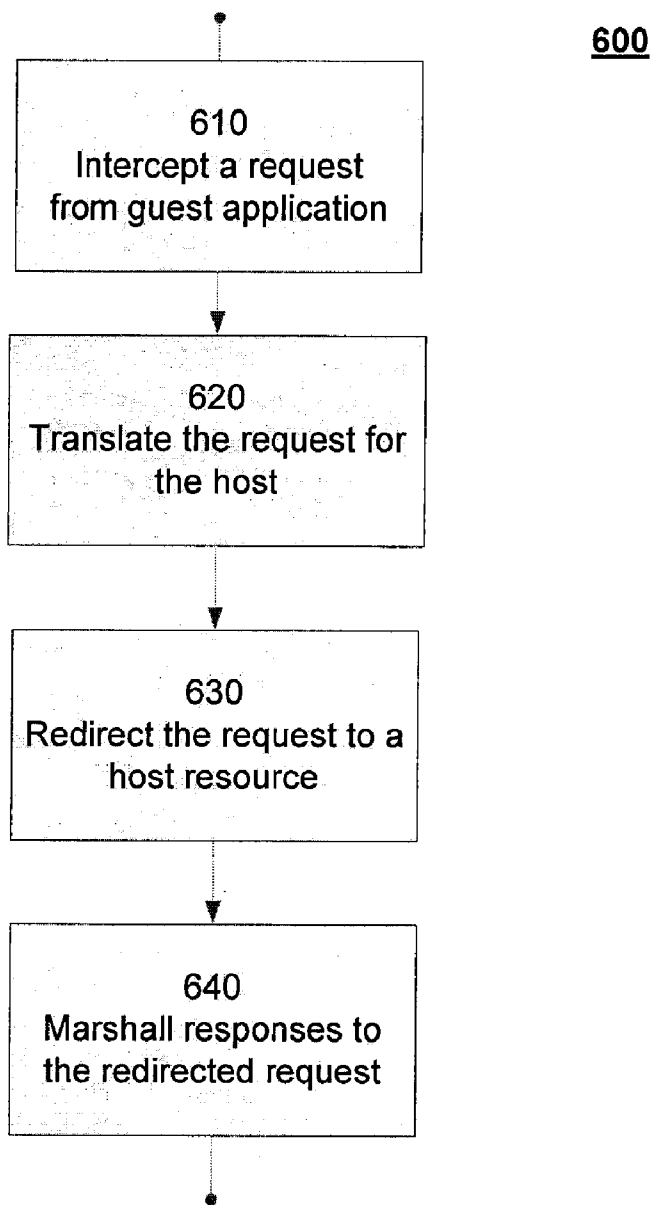 600
610
Intercept a request
from guest application
620
Translate the request for
the host
630
Redirect the request to a
host resource
640
Marshall responses to
the redirected request